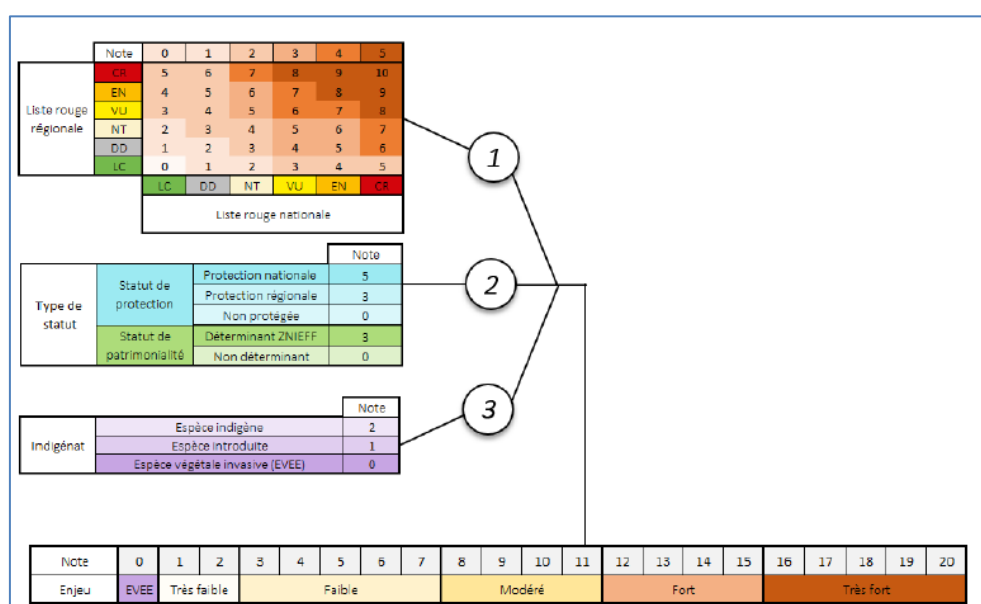 Note 0 1 2 3 4 5
CR 5 6 7 8 9 10
EN 4 5 6 7 8 9
Liste rouge régionale
VU 3 4 5 6 7 8
NT 2 3 4 5 6 7
DD 1 2 3 4 5 6
LC 0 1 2 3 4 5
LC DD NT VU EN CR
Liste rouge nationale
1
Note
Type de statut
Statut de protection
Protection nationale 5
Protection régionale 3
Non protégée 0
Statut de patrimonialité
Déterminant ZNIEFF 3
Non déterminant 0
2
Note
Indigénat
Espèce indigène 2
Espèce introduite 1
Espèce végétale invasive (EVEE) 0
3
Note 0 1 2 3 4 5 6 7 8 9 10 11 12 13 14 15 16 17 18 19 20
Enjeu EVEE Très faible Faible Modéré Fort Très fort